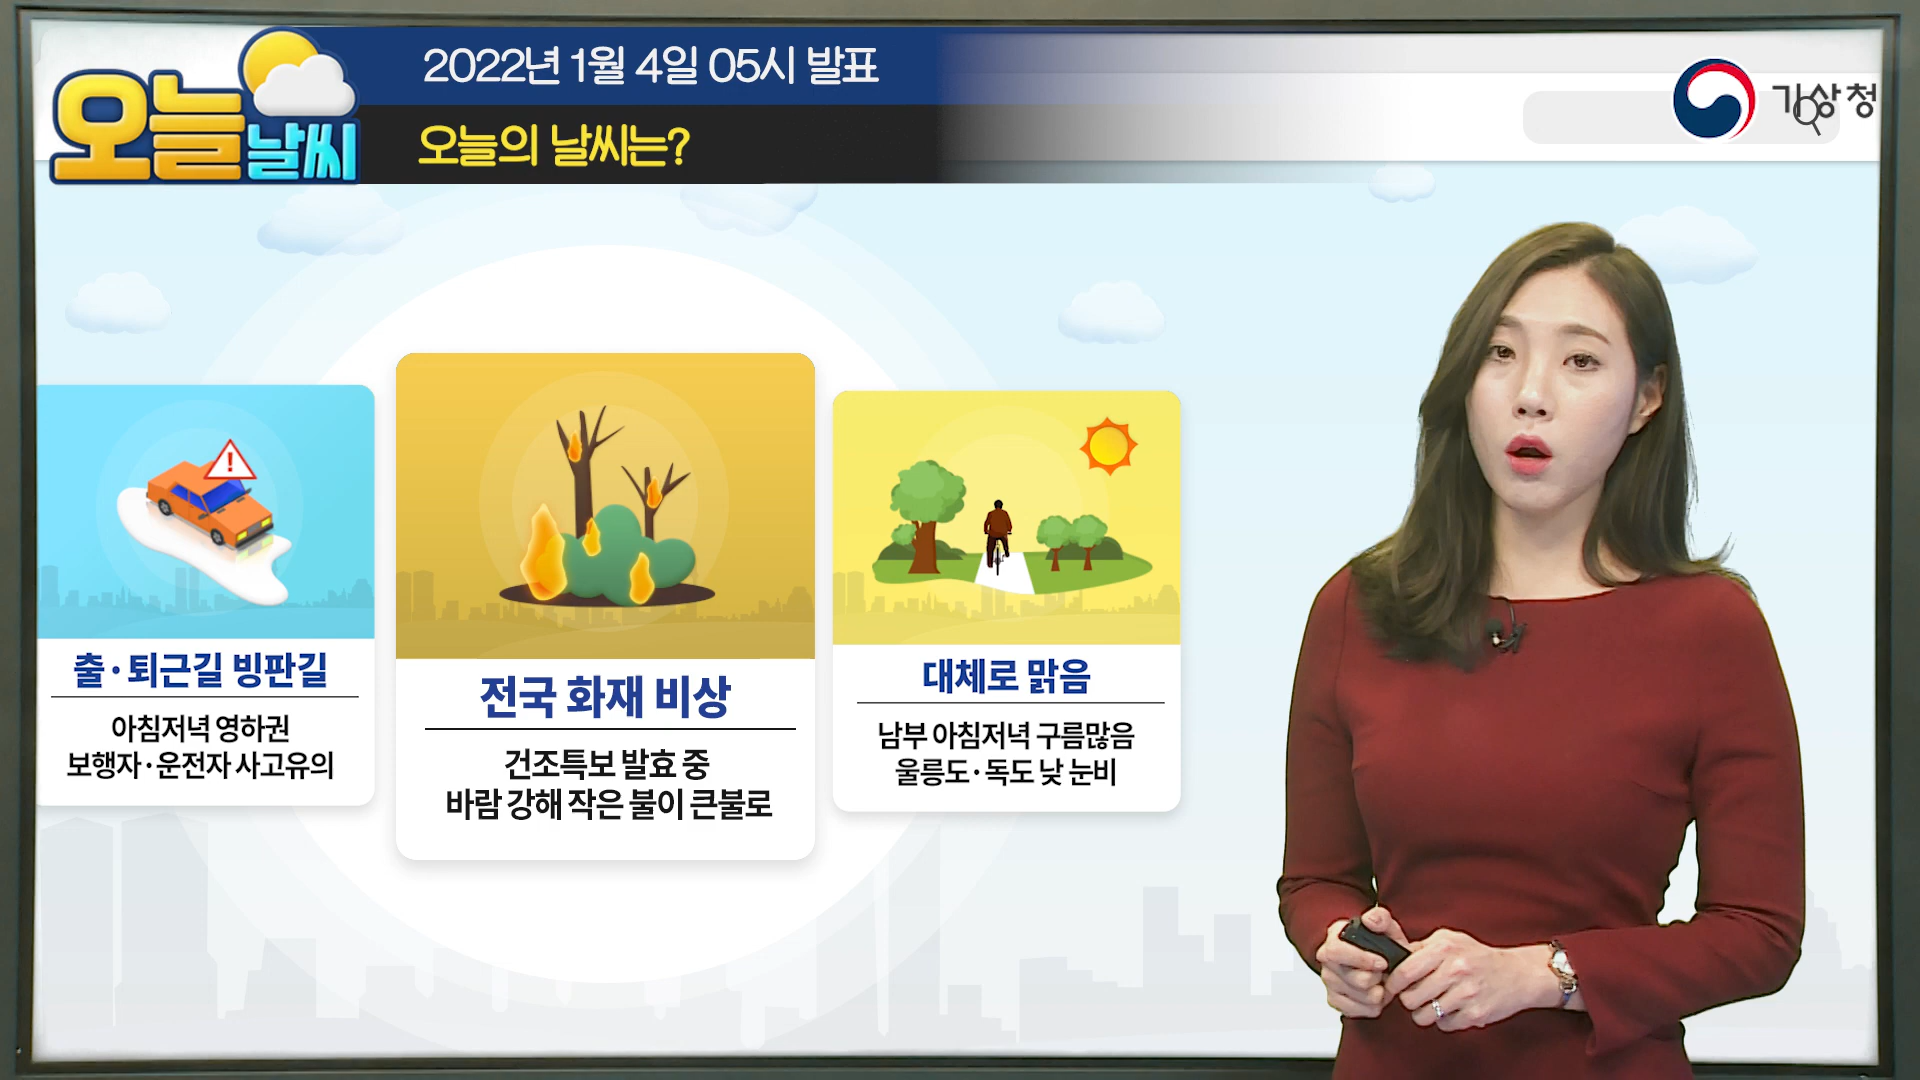 오늘
날씨
2022년 1월 4일 05시 발표
오늘의 날씨는?
기상청
출·퇴근길 빙판길
아침저녁 영하권
보행자·운전자 사고유의
전국 화재 비상
건조특보 발효 중
바람 강해 작은 불이 큰불로
대체로 맑음
남부 아침저녁 구름많음
울릉도·독도 낮 눈비